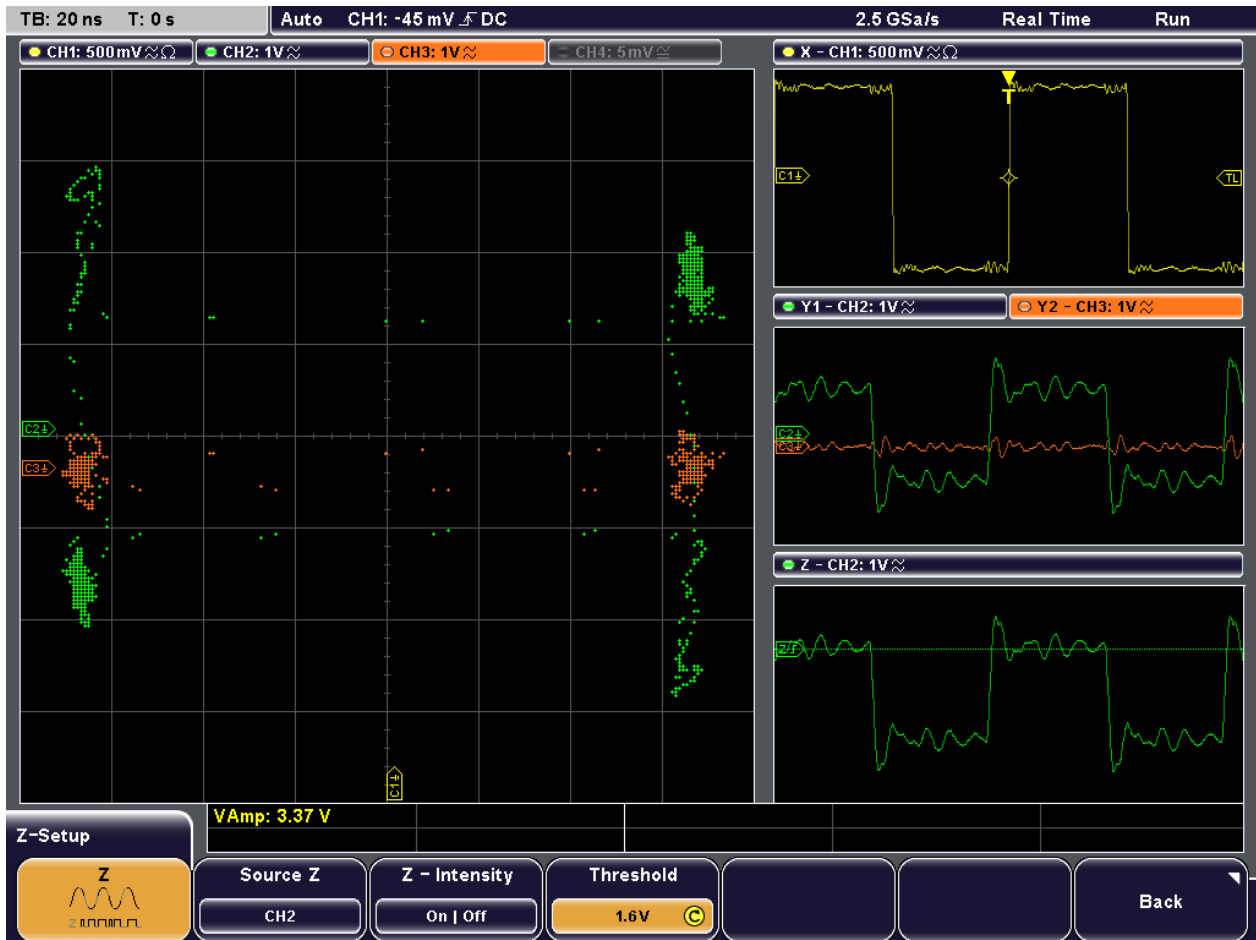 TB: 20 ns T: 0 s Auto CH1: -45 mV DC 2.5 GSa/s Real Time Run
CH1: 500mV≈Ω CH2: 1V≈ CH3: 1V≈ CH4: 5mV≅ X - CH1: 500mV≈Ω
T
C1 TL
Y1 - CH2: 1V≈ Y2 - CH3: 1V≈
C2
C3
C2
C3
Z - CH2: 1V≈
Z/
C1
VAmp: 3.37 V
Z-Setup
Z Source Z Z - Intensity Threshold
Z CH2 On | Off 1.6V C Back